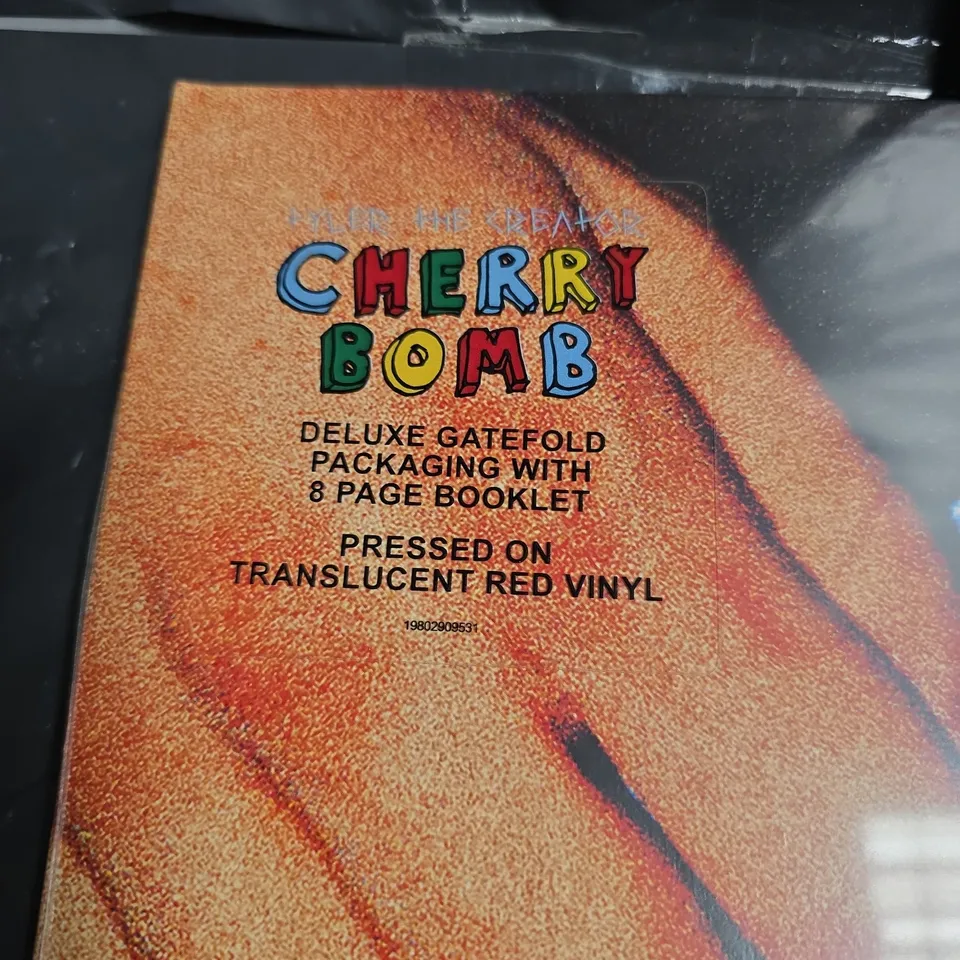 TYLER THE CREATOR
CHERRY
BOMB
DELUXE GATEFOLD
PACKAGING WITH
8 PAGE BOOKLET
PRESSED ON
TRANSLUCENT RED VINYL
19802909531